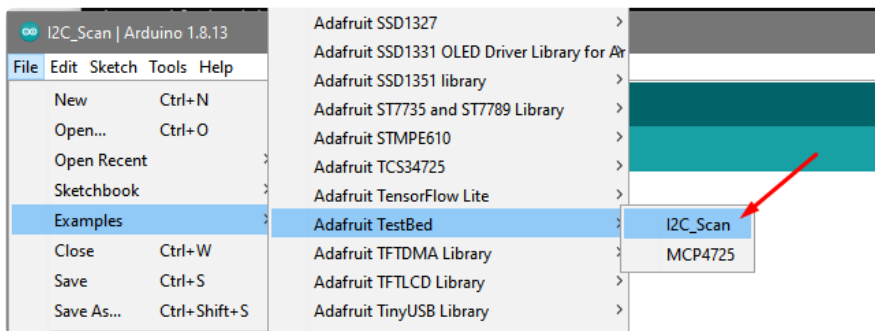 I2C_Scan | Arduino 1.8.13
File Edit Sketch Tools Help
New Ctrl+N
Open... Ctrl+O
Open Recent
Sketchbook
Examples
Close Ctrl+W
Save Ctrl+S
Save As... Ctrl+Shift+S
Adafruit SSD1327
Adafruit SSD1331 OLED Driver Library for Ar
Adafruit SSD1351 library
Adafruit ST7735 and ST7789 Library
Adafruit STMPE610
Adafruit TCS34725
Adafruit TensorFlow Lite
Adafruit TestBed
Adafruit TFTDMA Library
Adafruit TFTLCD Library
Adafruit TinyUSB Library
I2C_Scan
MCP4725